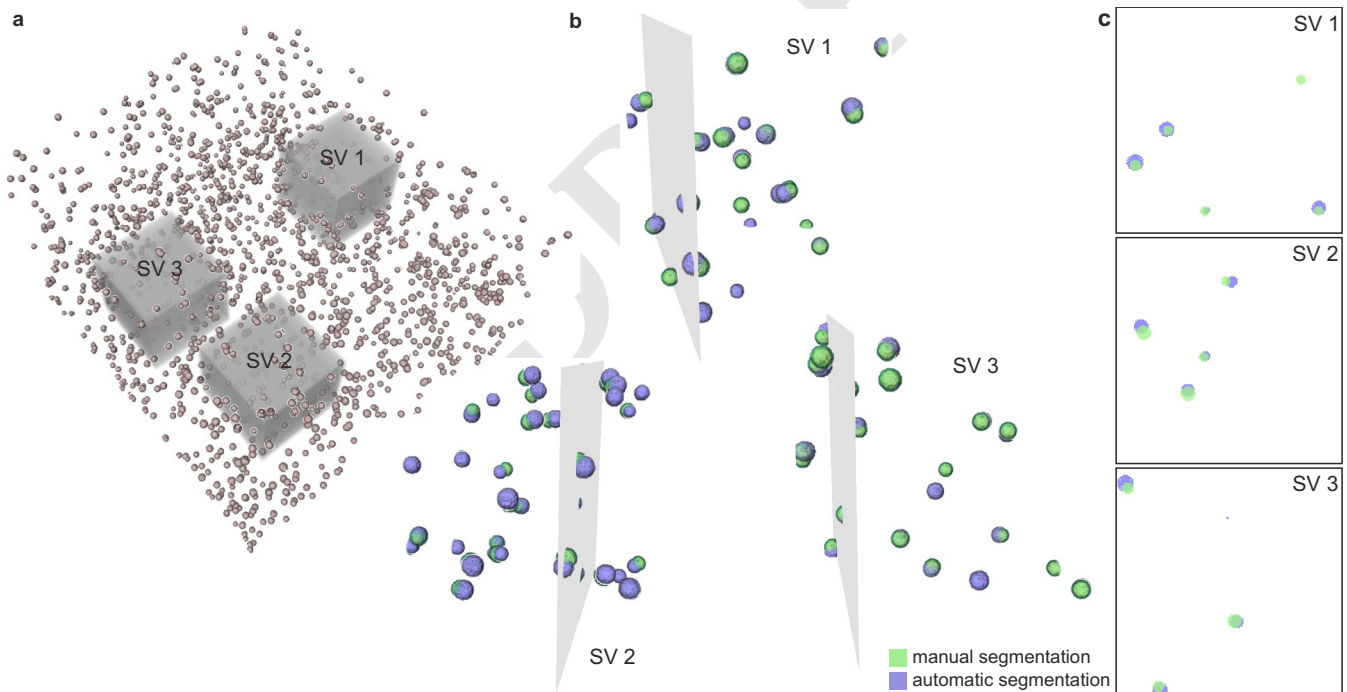 a
b
c
SV 1
SV 3
SV 2
SV 1
SV 3
SV 2
manual segmentation
automatic segmentation
SV 1
SV 2
SV 3